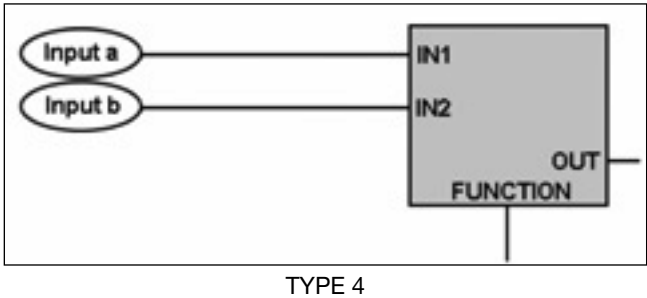 Input a
IN1
Input b
IN2
OUT
FUNCTION
TYPE 4